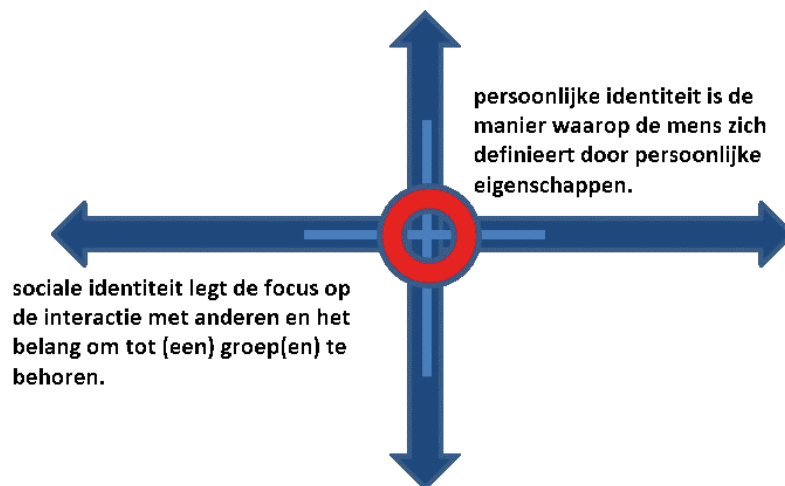 persoonlijke identiteit is de
manier waarop de mens zich
definieert door persoonlijke
eigenschappen.
sociale identiteit legt de focus op
de interactie met anderen en het
belang om tot (een) groep(en) te
behoren.